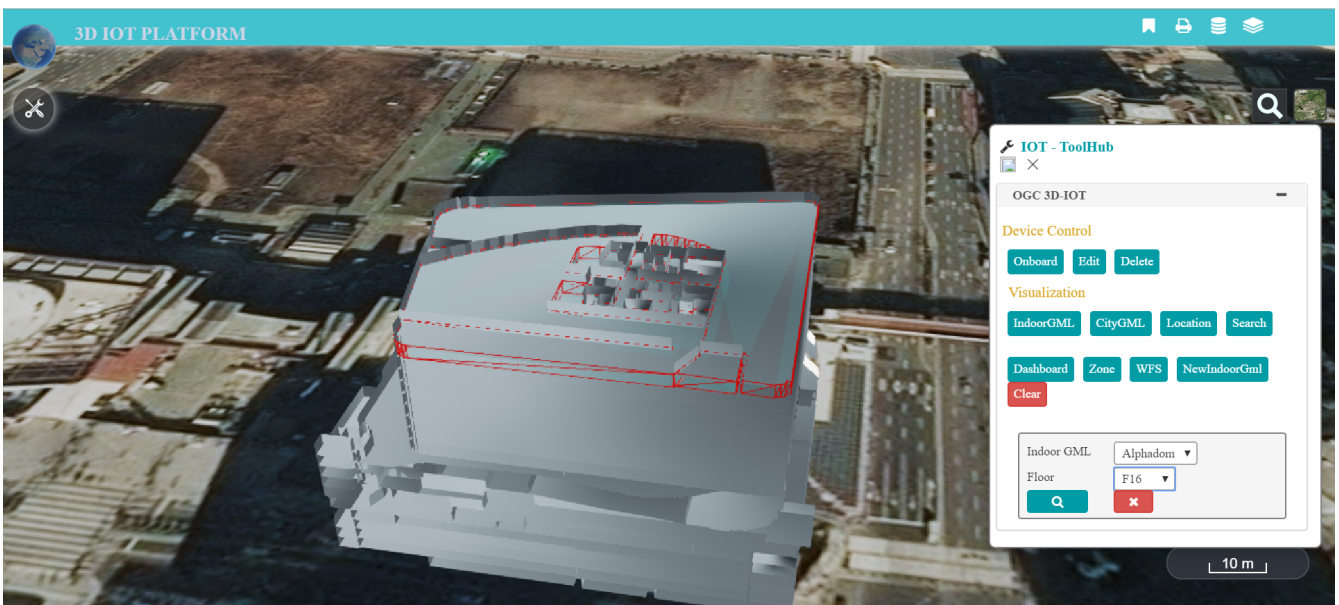 3D IOT PLATFORM
IOT - ToolHub
OGC 3D-IOT
Device Control
Onboard Edit Delete
Visualization
IndoorGML CityGML Location Search
Dashboard Zone WFS NewIndoorGml
Clear
Indoor GML Alphadom
Floor F16
10 m